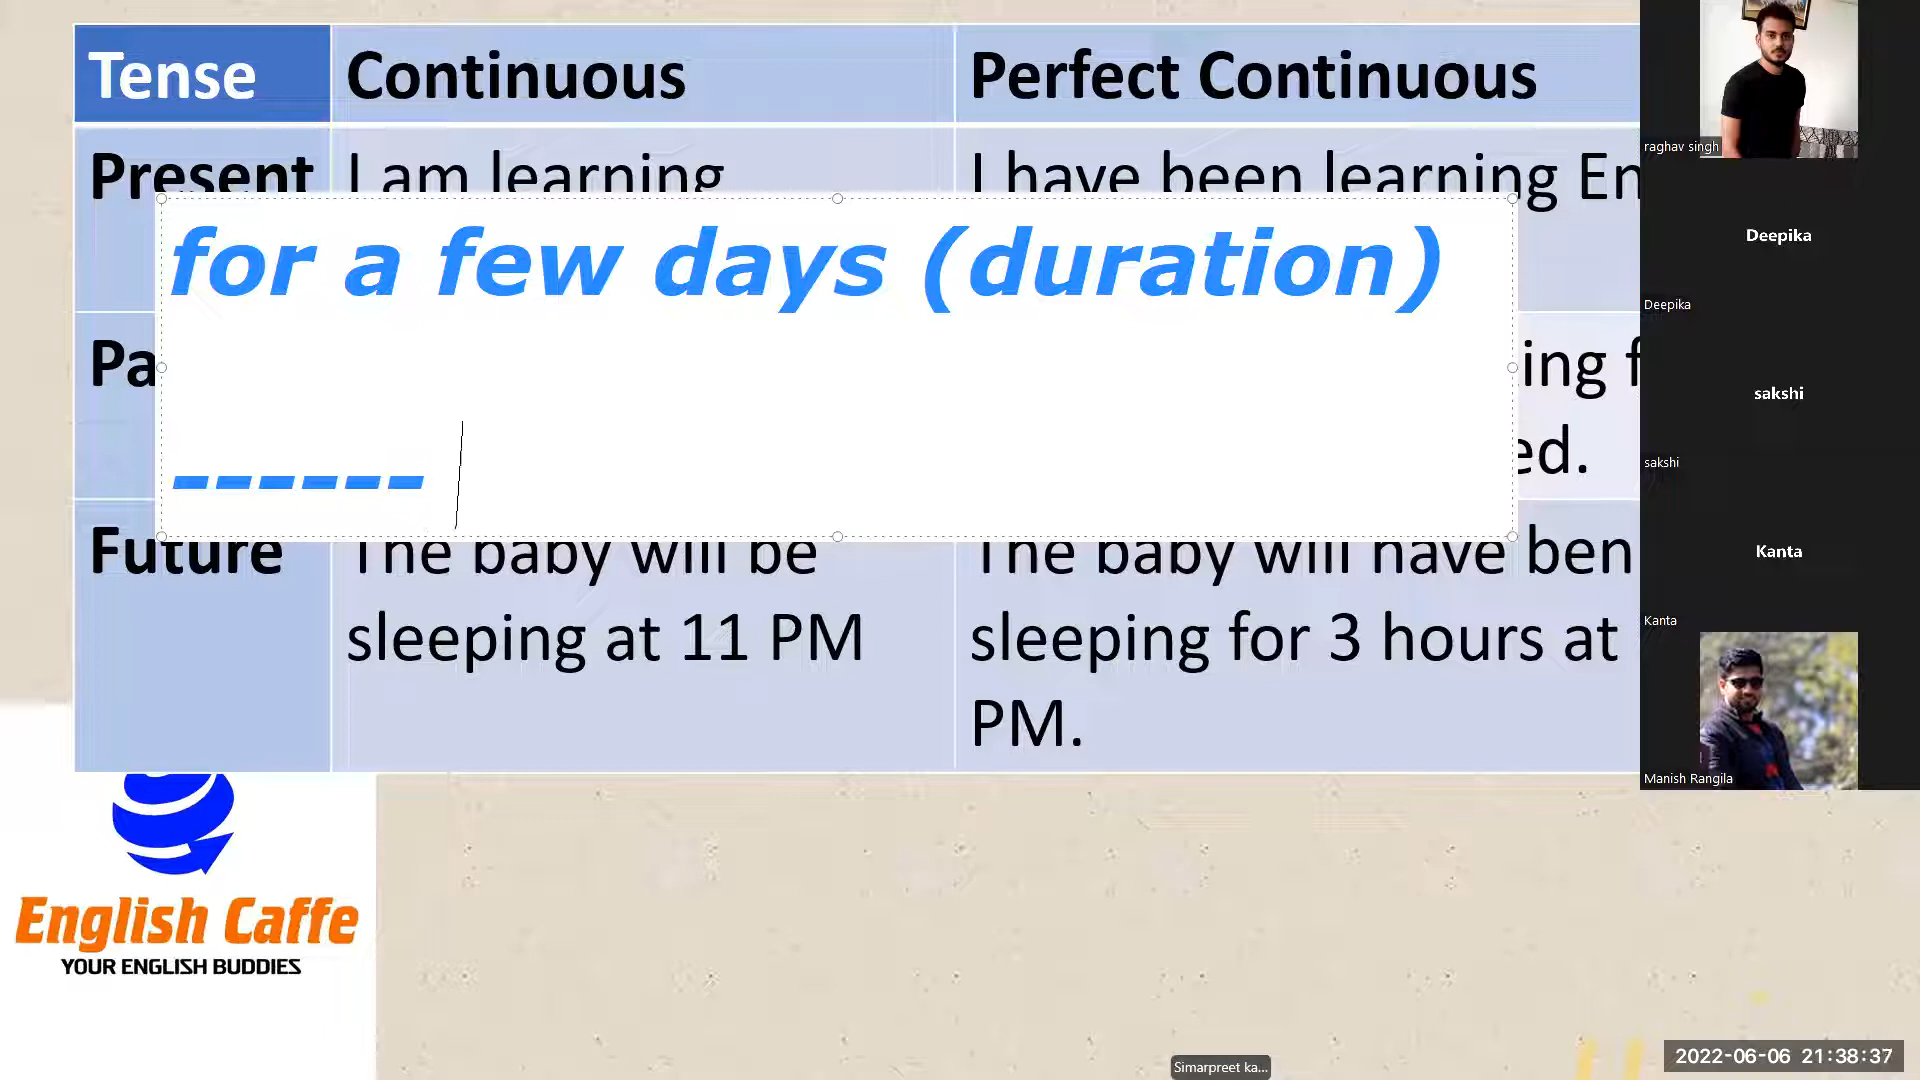 Tense
Continuous
Perfect Continuous
Present
I am learning
I have been learning En
for a few days (duration)
Pa
ing f
------
ed.
Future
The baby will be
sleeping at 11 PM
The baby will have ben
sleeping for 3 hours at
PM.
English Caffe
YOUR ENGLISH BUDDIES
raghav singh
Deepika
Deepika
sakshi
sakshi
Kanta
Kanta
Manish Rangila
Simarpreet ka...
2022-06-06 21:38:37